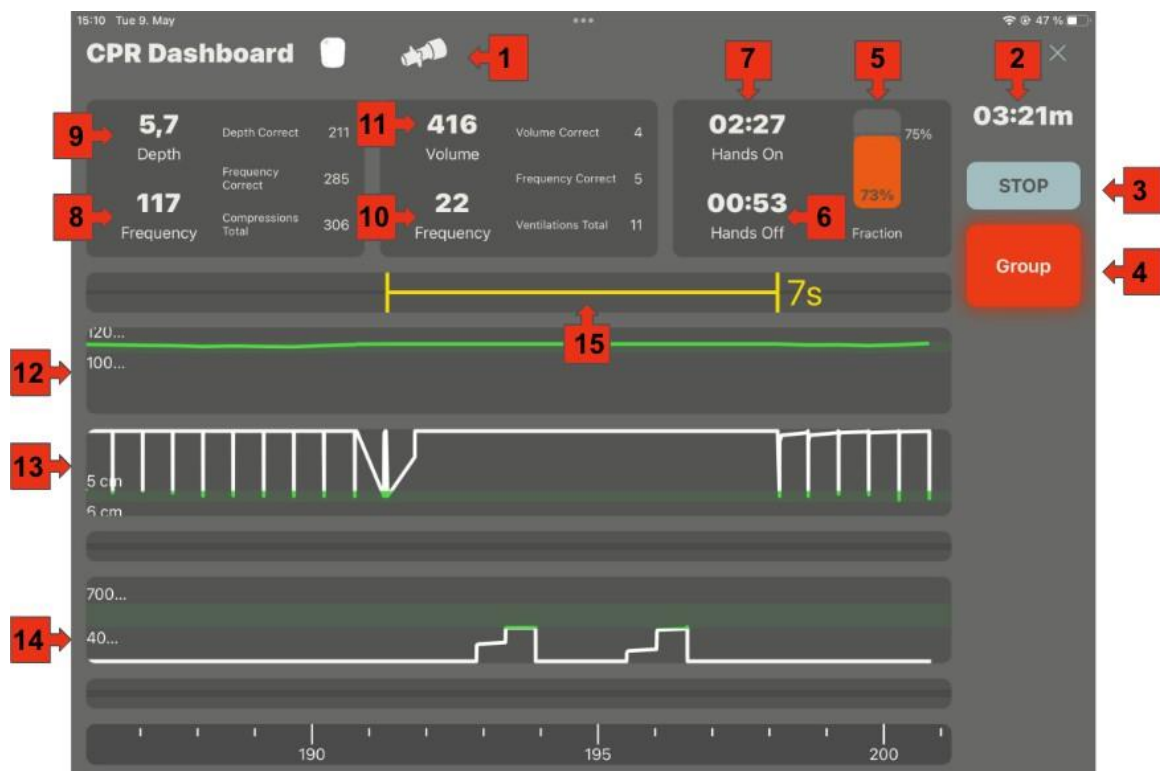 15:10 Tue 9. May
47 %
CPR Dashboard
1
7
5
2
03:21m
9
5,7
Depth
Depth Correct 211
11
416
Volume
Volume Correct 4
02:27
Hands On
75%
Frequency
Correct 285
Frequency Correct 5
STOP
3
8
117
Frequency
Compressions
Total 306
10
22
Frequency
Ventilations Total 11
00:53
Hands Off
6
73%
Fraction
Group
4
7s
15
120...
100...
12
13
5 cm
6 cm
700...
14
40...
190
195
200